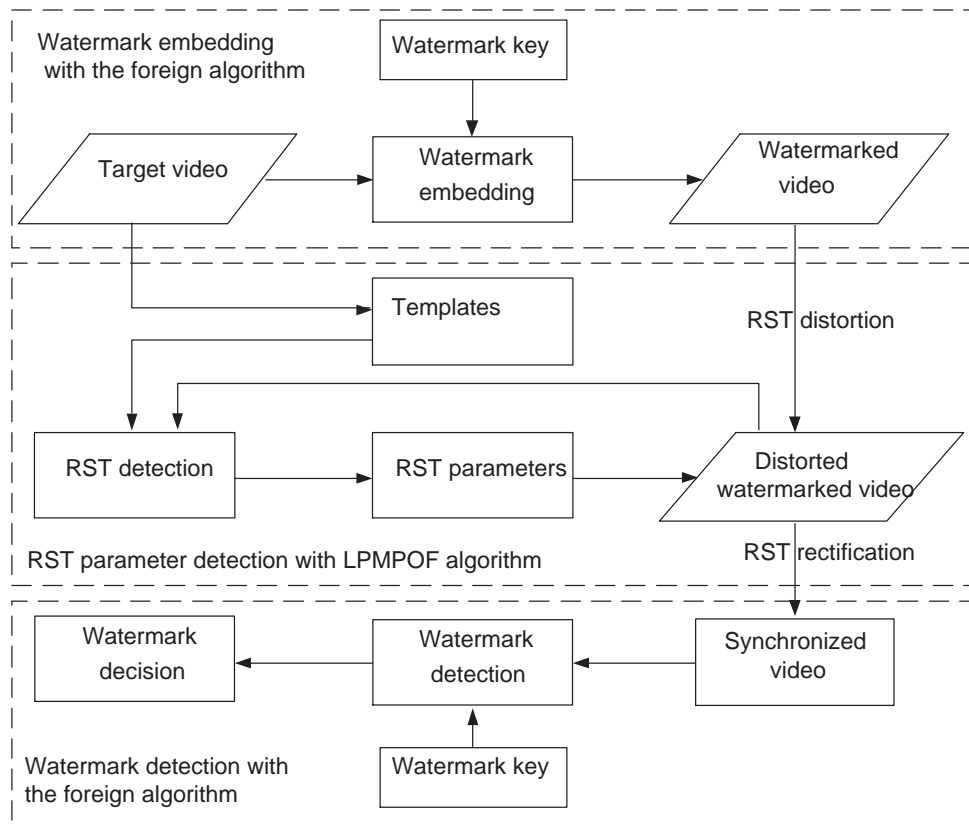 Watermark embedding
with the foreign algorithm
Watermark key
Target video
Watermark
embedding
Watermarked
video
Templates
RST distortion
RST detection
RST parameters
Distorted
watermarked video
RST parameter detection with LPMPOF algorithm
RST rectification
Watermark
decision
Watermark
detection
Synchronized
video
Watermark detection with
the foreign algorithm
Watermark key